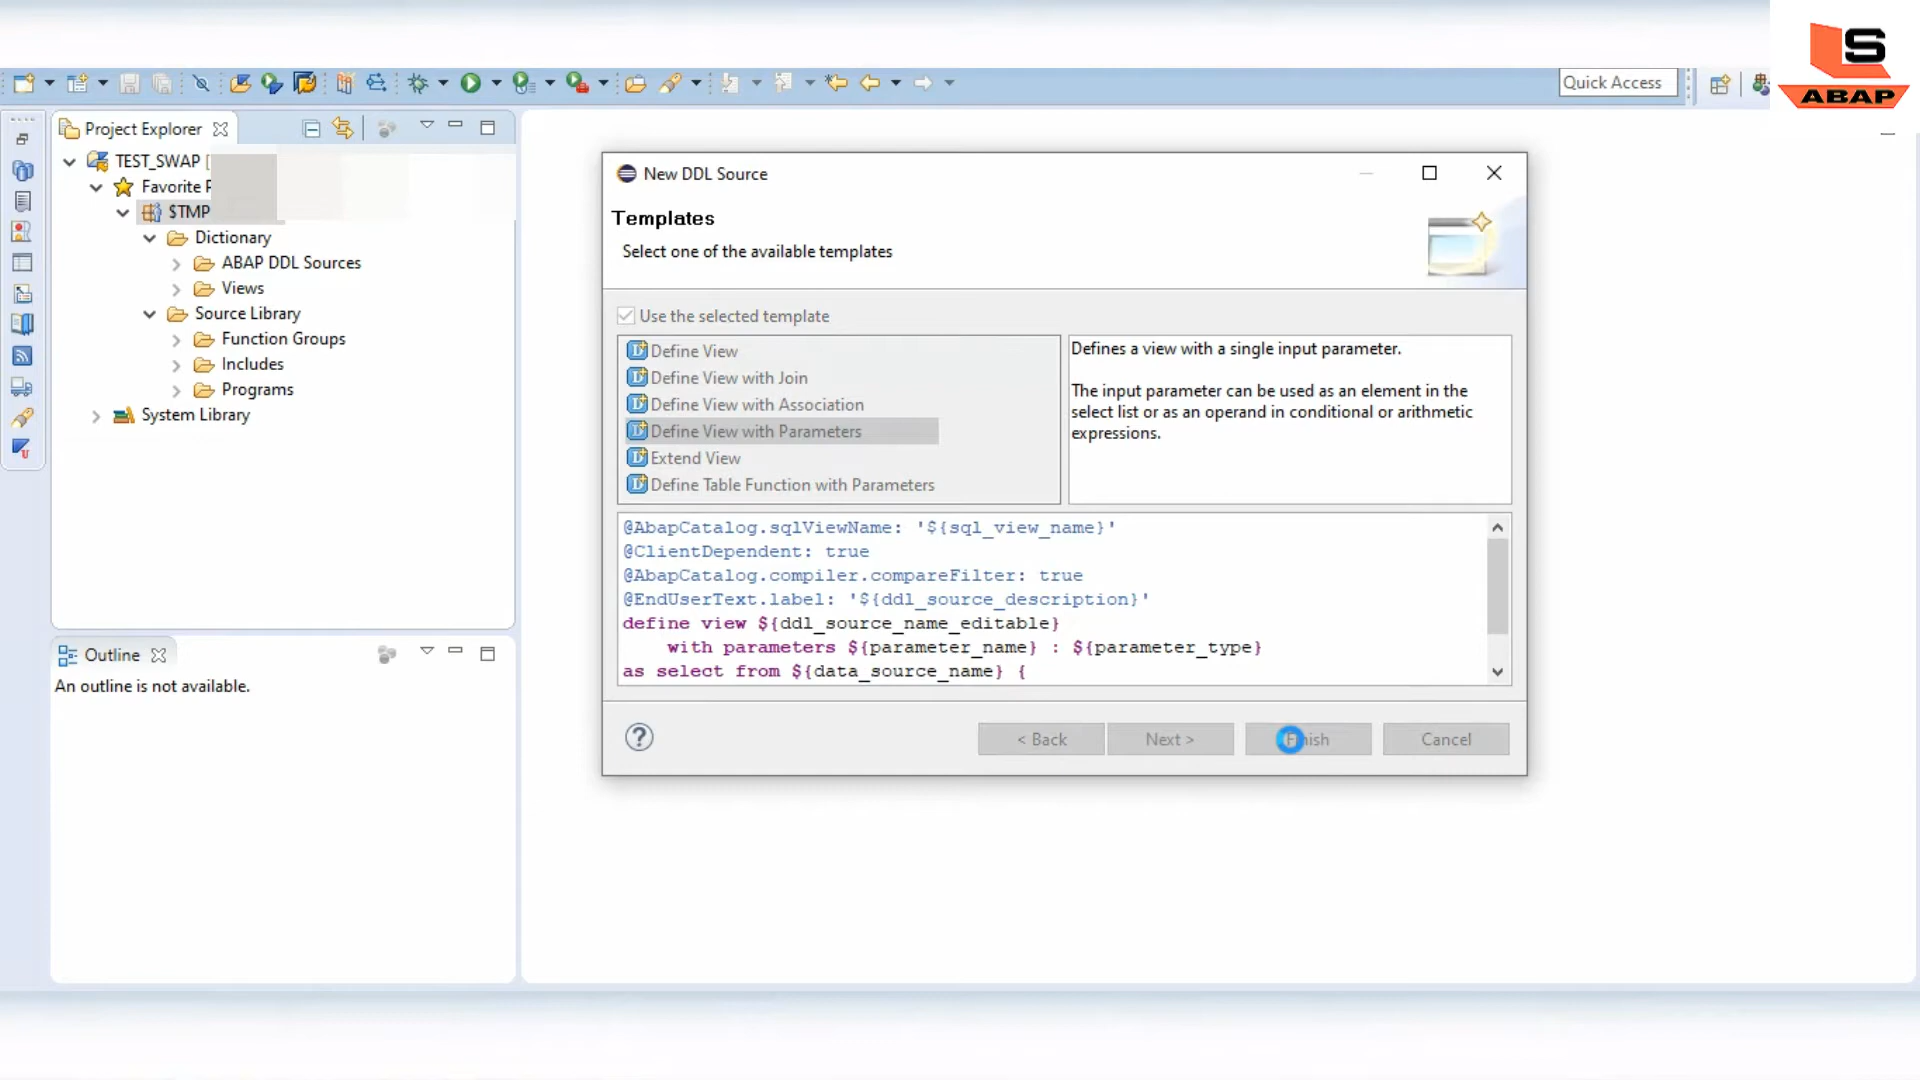 LS
ABAP
Quick Access
Project Explorer
TEST_SWAP [
Favorite P
$TMP
Dictionary
ABAP DDL Sources
Views
Source Library
Function Groups
Includes
Programs
System Library
Outline
An outline is not available.
New DDL Source
Templates
Select one of the available templates
Use the selected template
Define View
Define View with Join
Define View with Association
Define View with Parameters
Extend View
Define Table Function with Parameters
Defines a view with a single input parameter.
The input parameter can be used as an element in the
select list or as an operand in conditional or arithmetic
expressions.
@AbapCatalog.sqlViewName: '${sql_view_name}'
@ClientDependent: true
@AbapCatalog.compiler.compareFilter: true
@EndUserText.label: '${ddl_source_description}'
define view ${ddl_source_name_editable}
with parameters ${parameter_name} : ${parameter_type}
as select from ${data_source_name} {
< Back
Next >
Finish
Cancel